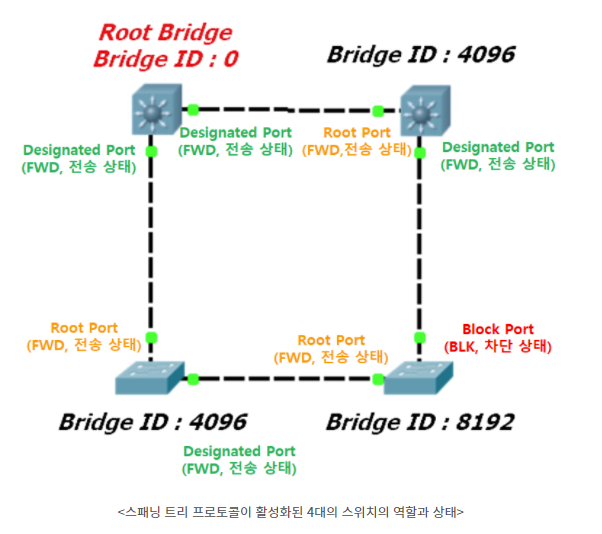 Root Bridge
Bridge ID : 0
Bridge ID : 4096
Designated Port
(FWD, 전송 상태)
Root Port
(FWD,전송 상태)
Designated Port
(FWD, 전송 상태)
Designated Port
(FWD, 전송 상태)
Root Port
(FWD, 전송 상태)
Root Port
(FWD, 전송 상태)
Block Port
(BLK, 차단 상태)
Bridge ID : 4096
Bridge ID : 8192
Designated Port
(FWD, 전송 상태)
<스패닝 트리 프로토콜이 활성화된 4대의 스위치의 역할과 상태>